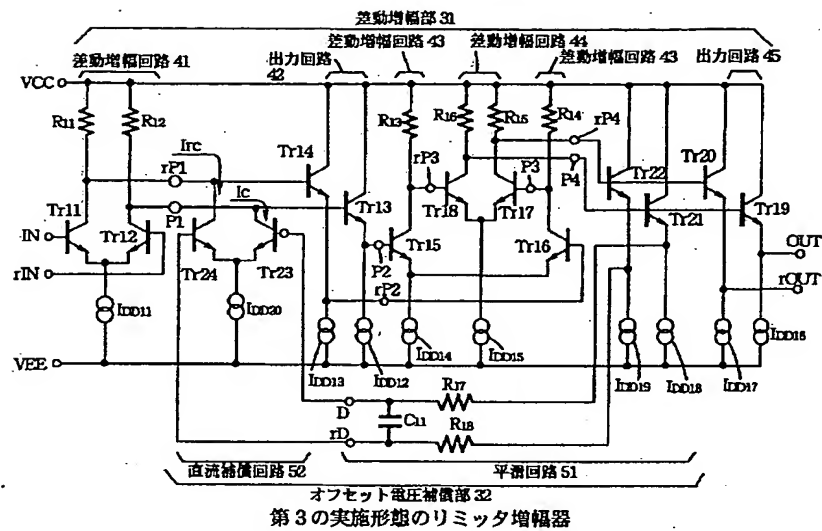 差動増幅部 31
差動増幅回路 41
出力回路 42
差動増幅回路 43
差動増幅回路 44
差動増幅回路 43
出力回路 45
VCC
R11
R12
R13
R16
R15
R14
rP4
P4
Irc
rP1
Ic
P1
Tr14
Tr13
rP3
P3
Tr18
Tr17
Tr22
Tr20
Tr21
Tr19
IN
Tr11
Tr12
rIN
Tr24
Tr23
P2
Tr15
rP2
Tr16
OUT
rOUT
IDD11
IDD20
VEE
IDD13
IDD12
IDD14
IDD15
IDD19
IDD18
IDD17
IDD16
D
R17
C11
rD
R18
直流補償回路 52
平滑回路 51
オフセット電圧補償部 32
第3の実施形態のリミッタ増幅器